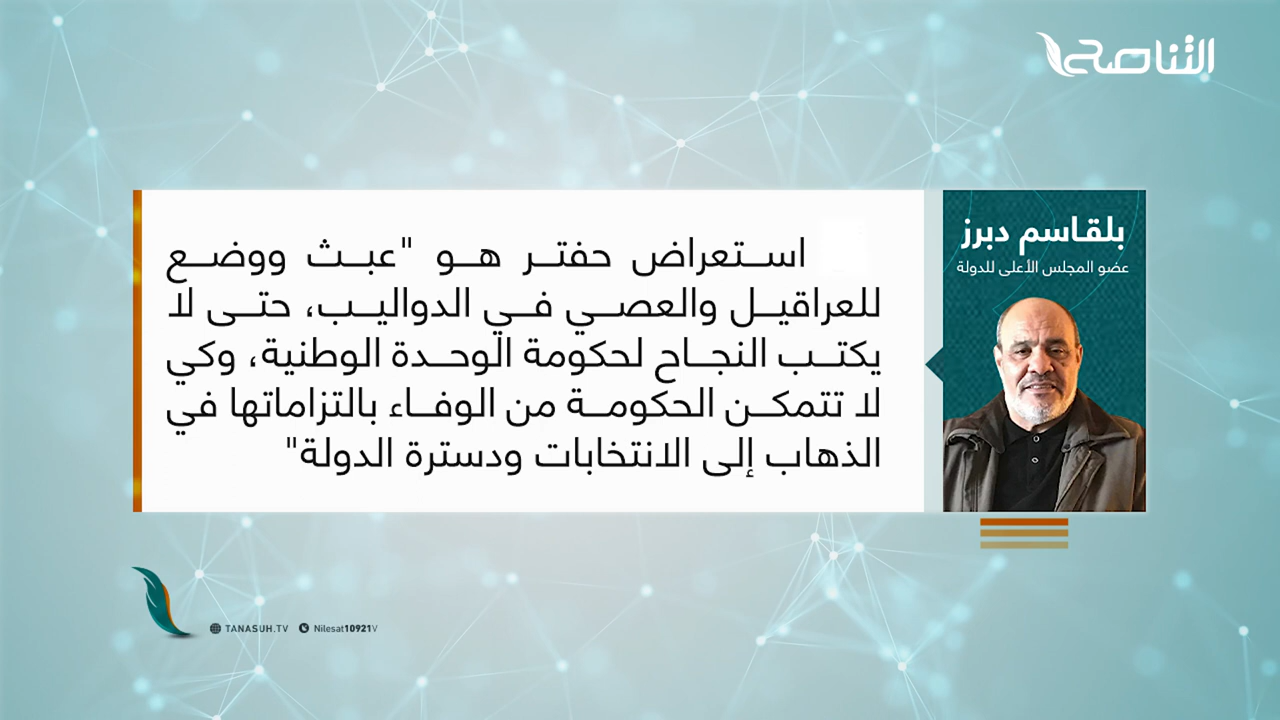 التناصح
بلقاسم دبرز
عضو المجلس الأعلى للدولة
استعراض حفتر هو "عبث ووضع
للعراقيل والعصي في الدواليب، حتى لا
يكتب النجاح لحكومة الوحدة الوطنية، وكي
لا تتمكن الحكومة من الوفاء بالتزاماتها في
الذهاب إلى الانتخابات ودسترة الدولة"
TANASUH.TV Nilesat10921V